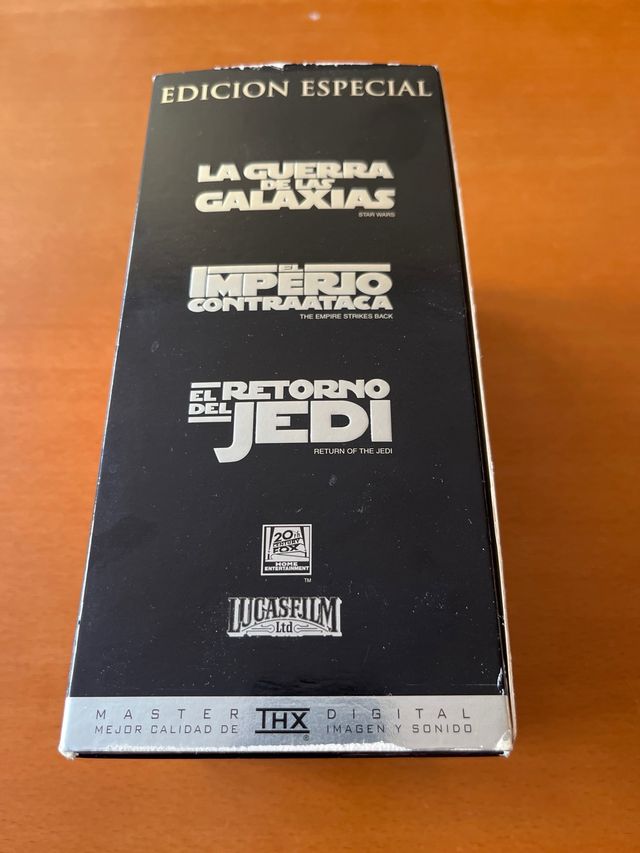 EDICION ESPECIAL
LA GUERRA
DE LAS
GALAXIAS
STAR WARS
EL
IMPERIO
CONTRAATACA
THE EMPIRE STRIKES BACK
EL RETORNO
DEL JEDI
RETURN OF THE JEDI
20th
CENTURY
FOX
HOME
ENTERTAINMENT
TM
LUCASFILM
Ltd
MASTER THX DIGITAL
MEJOR CALIDAD DE IMAGEN Y SONIDO